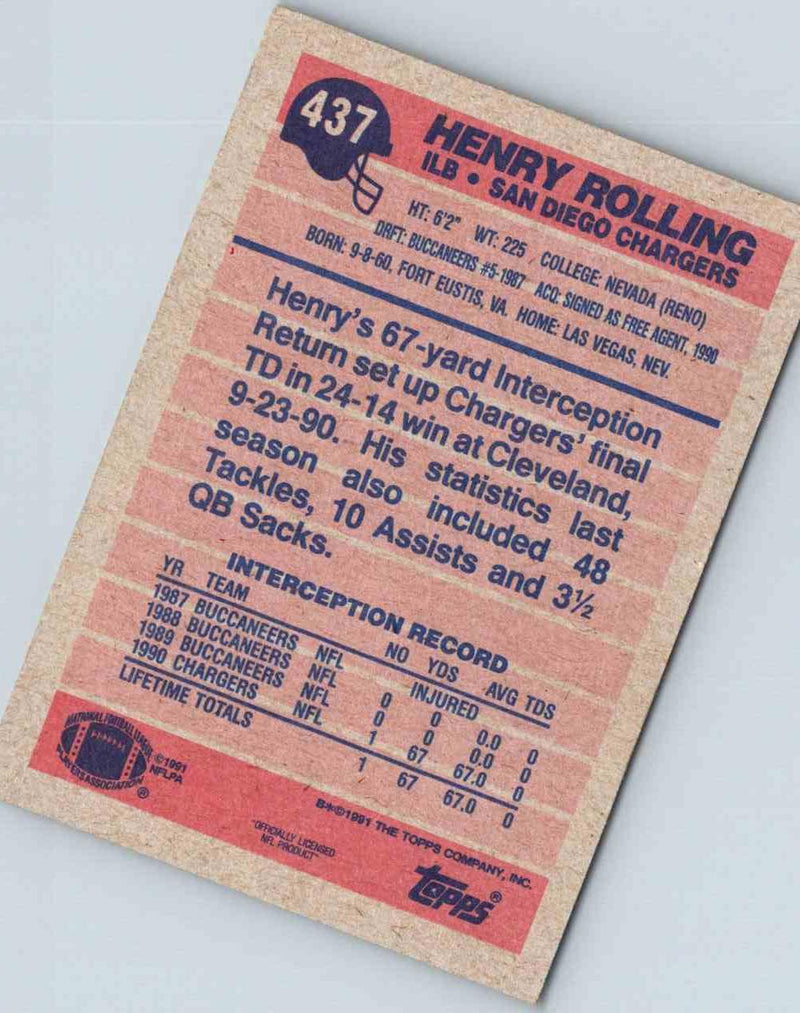 437
HENRY ROLLING
ILB • SAN DIEGO CHARGERS
HT: 6'2" WT: 225 COLLEGE: NEVADA (RENO)
DRFT: BUCCANEERS #5-1987 ACQ: SIGNED AS FREE AGENT, 1990
BORN: 9-8-60, FORT EUSTIS, VA. HOME: LAS VEGAS, NEV.
Henry's 67-yard Interception
Return set up Chargers' final
TD in 24-14 win at Cleveland,
9-23-90. His statistics last
season also included 48
Tackles, 10 Assists and 3½
QB Sacks.
INTERCEPTION RECORD
YR TEAM NO YDS AVG TDS
1987 BUCCANEERS NFL INJURED
1988 BUCCANEERS NFL 0 0 0.0 0
1989 BUCCANEERS NFL 0 0 0.0 0
1990 CHARGERS NFL 1 67 67.0 0
LIFETIME TOTALS 1 67 67.0 0
NATIONAL FOOTBALL LEAGUE
PLAYERS ASSOCIATION
®
©1991
NFLPA
B*©1991 THE TOPPS COMPANY, INC.
"OFFICIALLY LICENSED
NFL PRODUCT"
topps®